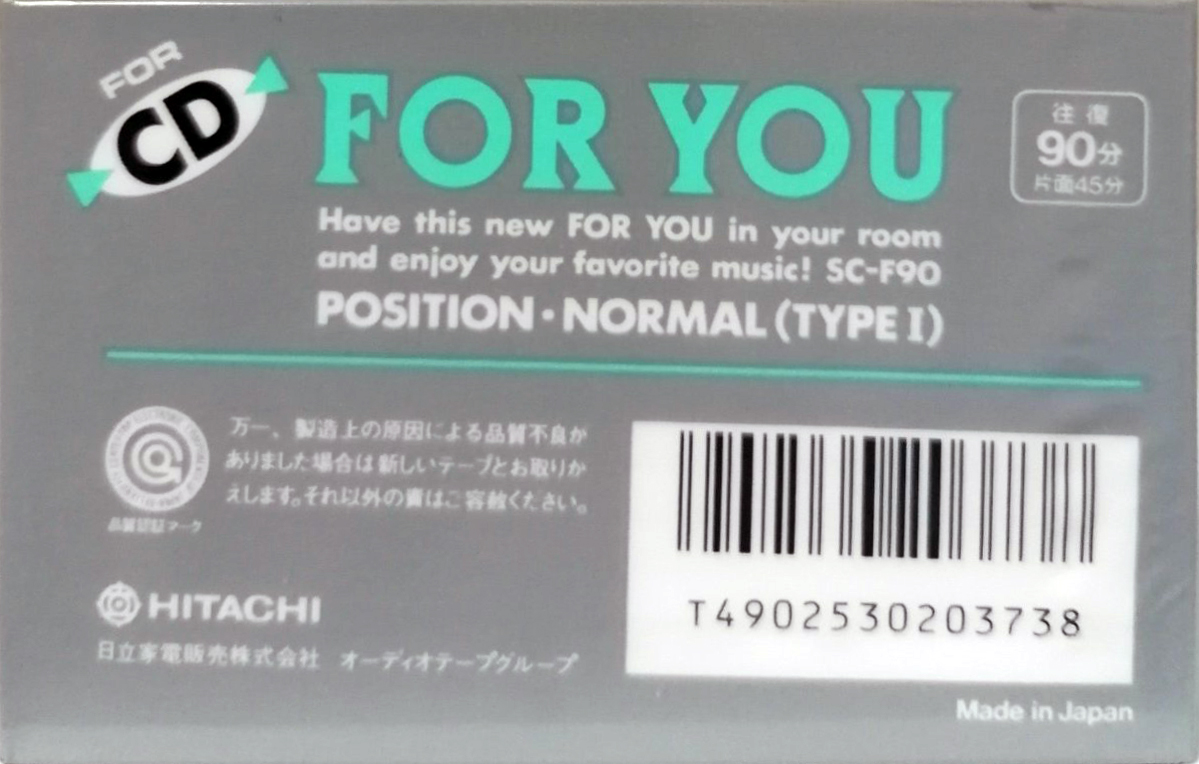 FOR
CD
FOR YOU
往復
90分
片面45分
Have this new FOR YOU in your room
and enjoy your favorite music! SC-F90
POSITION・NORMAL (TYPE I)
万一、製造上の原因による品質不良が
ありました場合は新しいテープとお取りか
えします。それ以外の責はご容赦ください。
品質認証マーク
HITACHI
日立家電販売株式会社 オーディオテープグループ
T4902530203738
Made in Japan